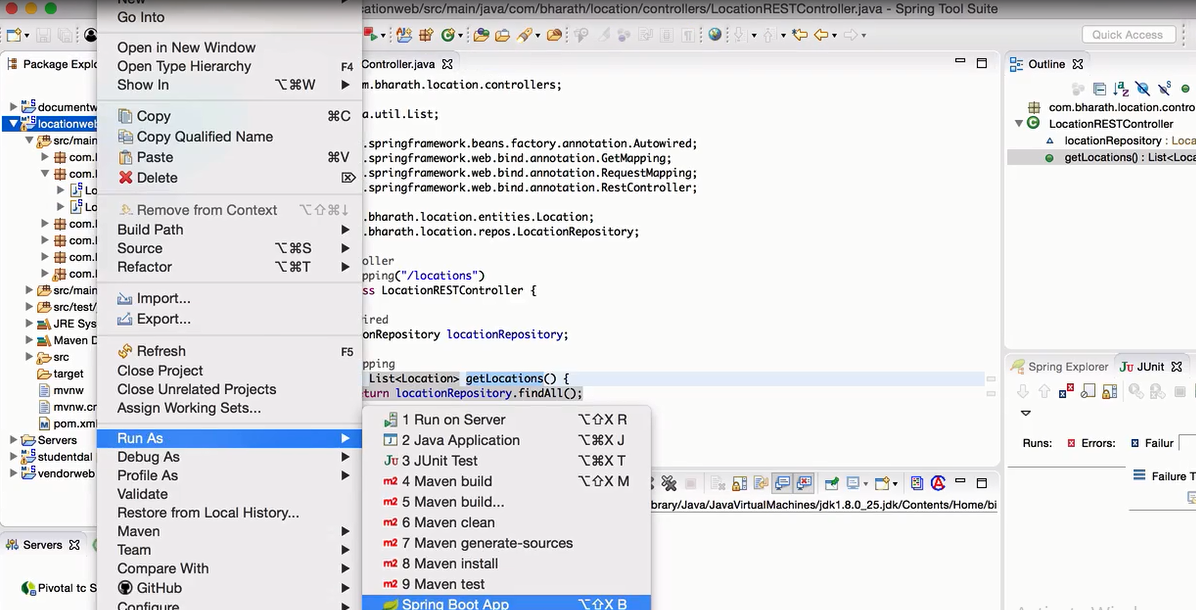 locationweb/src/main/java/com/bharath/location/controllers/LocationRESTController.java - Spring Tool Suite
New
Go Into
Open in New Window
Open Type Hierarchy F4
Show In ⌥⌘W
Copy ⌘C
Copy Qualified Name
Paste ⌘V
Delete ⌦
Remove from Context ⌥⇧⌘↓
Build Path
Source ⌥⌘S
Refactor ⌥⌘T
Import...
Export...
Refresh F5
Close Project
Close Unrelated Projects
Assign Working Sets...
Run As
Debug As
Profile As
Validate
Restore from Local History...
Maven
Team
Compare With
GitHub
Configure
1 Run on Server ⌥⇧X R
2 Java Application ⌥⌘X J
3 JUnit Test ⌥⌘X T
m2 4 Maven build ⌥⇧X M
m2 5 Maven build...
m2 6 Maven clean
m2 7 Maven generate-sources
m2 8 Maven install
m2 9 Maven test
Spring Boot App ⌥⇧X B
Quick Access
Package Explo
documentw
locationweb
src/main
com.
com.
Lo
Lo
com.l
com.l
com.l
com.l
src/main
src/test/
JRE Sys
Maven D
src
target
mvnw
mvnw.cm
pom.xml
Servers
studentdal
vendorweb
Servers
Pivotal tc S
Controller.java
m.bharath.location.controllers;
a.util.List;
.springframework.beans.factory.annotation.Autowired;
.springframework.web.bind.annotation.GetMapping;
.springframework.web.bind.annotation.RequestMapping;
.springframework.web.bind.annotation.RestController;
.bharath.location.entities.Location;
.bharath.location.repos.LocationRepository;
oller
pping("/locations")
ss LocationRESTController {
ired
onRepository locationRepository;
pping
List<Location> getLocations() {
turn locationRepository.findAll();
ibrary/Java/JavaVirtualMachines/jdk1.8.0_25.jdk/Contents/Home/bi
Outline
com.bharath.location.contro
LocationRESTController
locationRepository : Loca
getLocations() : List<Loca
Spring Explorer
JUnit
Runs: Errors: Failur
Failure T